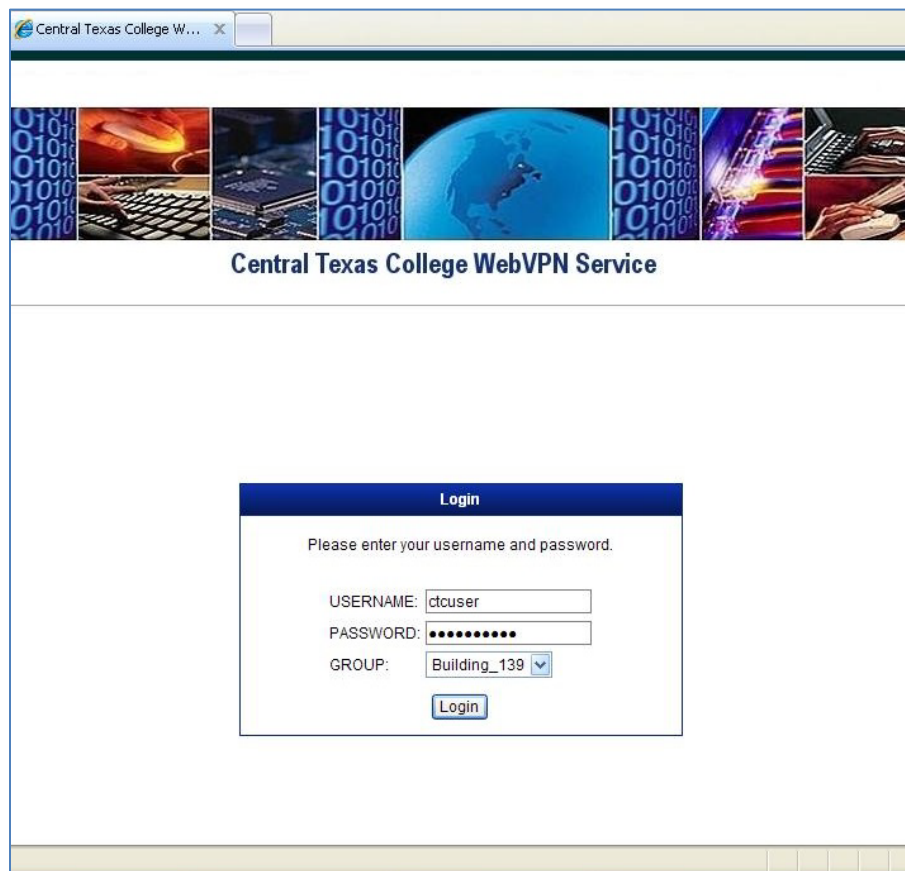 Central Texas College W...
Central Texas College WebVPN Service
Login
Please enter your username and password.
USERNAME: ctcuser
PASSWORD: ●●●●●●●●●●
GROUP: Building_139
Login